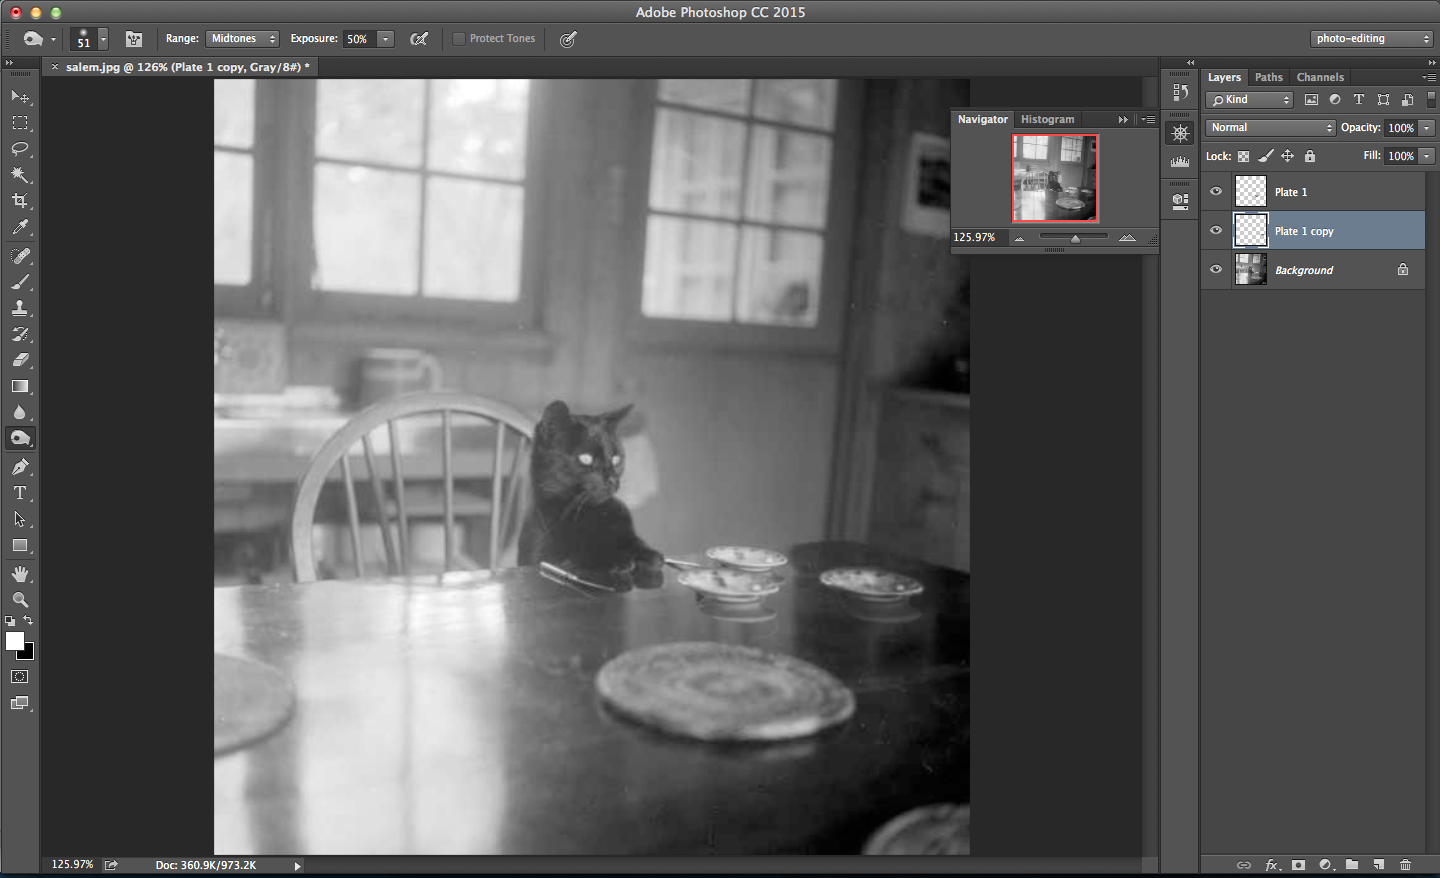 Adobe Photoshop CC 2015
51 Range: Midtones Exposure: 50% Protect Tones photo-editing
× salem.jpg @ 126% (Plate 1 copy, Gray/8#) *
Layers Paths Channels
Kind T
Normal Opacity: 100%
Lock: Fill: 100%
Plate 1
Plate 1 copy
Background
Navigator Histogram
125.97%
T
125.97% Doc: 360.9K/973.2K
fx